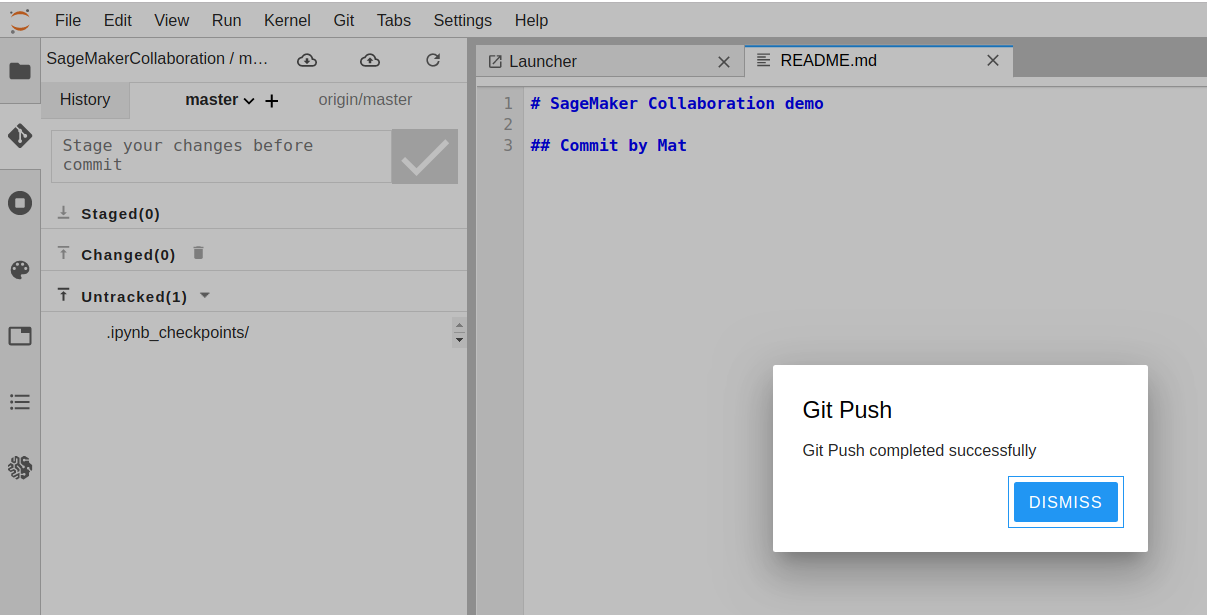 File Edit View Run Kernel Git Tabs Settings Help
SageMakerCollaboration / m...
History master origin/master
Stage your changes before
commit
Staged(0)
Changed(0)
Untracked(1)
.ipynb_checkpoints/
Launcher
README.md
1 # SageMaker Collaboration demo
2
3 ## Commit by Mat
Git Push
Git Push completed successfully
DISMISS